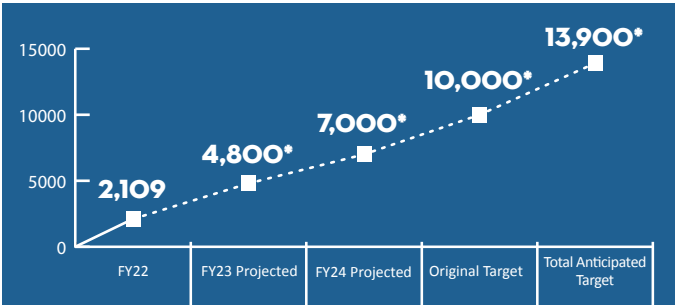 13,900*
15000
10,000*
10000
7,000*
4,800*
5000
2,109
0
FY22
FY23 Projected
FY24 Projected
Original Target
Total Anticipated
Target